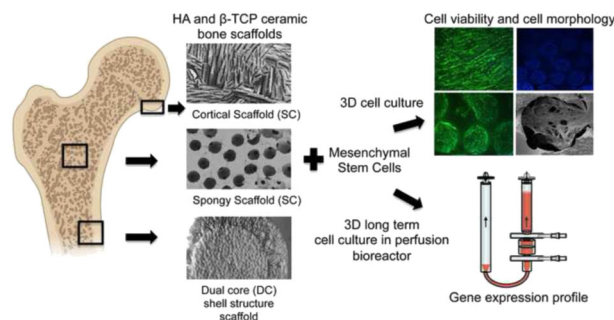 HA and β-TCP ceramic
bone scaffolds
Cortical Scaffold (SC)
Spongy Scaffold (SC)
Dual core (DC)
shell structure
scaffold
Mesenchymal
Stem Cells
3D cell culture
3D long term
cell culture in perfusion
bioreactor
Cell viability and cell morphology
Gene expression profile